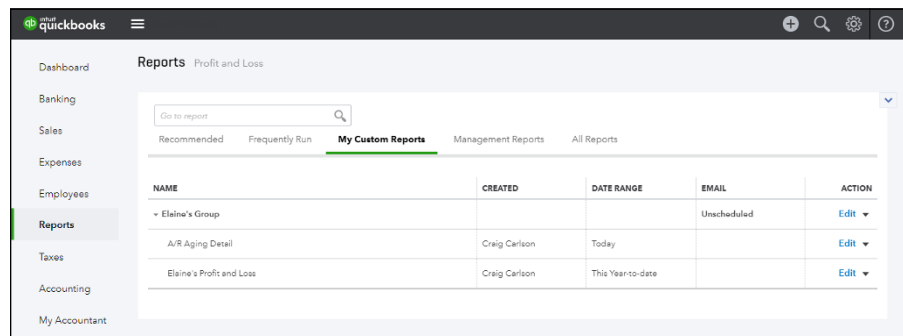 intuit
quickbooks
Dashboard
Banking
Sales
Expenses
Employees
Reports
Taxes
Accounting
My Accountant
Reports Profit and Loss
Go to report
Recommended Frequently Run My Custom Reports Management Reports All Reports
NAME CREATED DATE RANGE EMAIL ACTION
Elaine's Group Unscheduled Edit
A/R Aging Detail Craig Carlson Today Edit
Elaine's Profit and Loss Craig Carlson This Year-to-date Edit